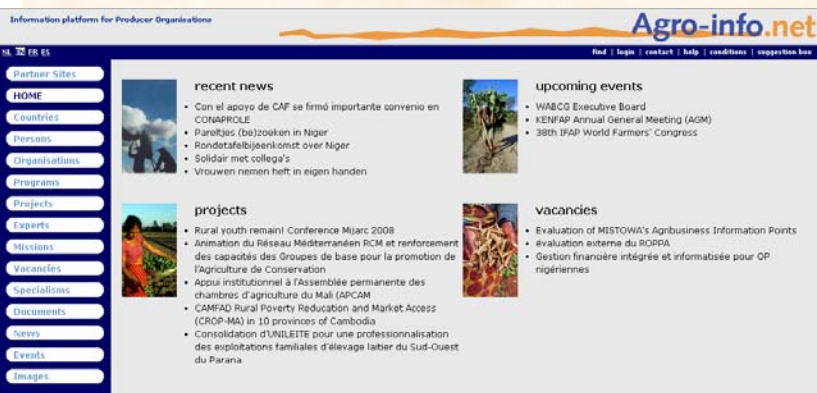 Information platform for Producer Organisations
Agro-info.net
NL EN FR ES
find | login | contact | help | conditions | suggestion box
Partner Sites
HOME
Countries
Persons
Organisations
Programs
Projects
Experts
Missions
Vacancies
Specialisms
Documents
News
Events
Images
recent news
• Con el apoyo de CAF se firmó importante convenio en
CONAPROLE
• Pareltjes (be)zoeken in Niger
• Rondetafelbijeenkomst over Niger
• Solidair met collega's
• Vrouwen nemen heft in eigen handen
upcoming events
• WABCG Executive Board
• KENFAP Annual General Meeting (AGM)
• 38th IFAP World Farmers' Congress
projects
• Rural youth remain! Conference Mijarc 2008
• Animation du Réseau Méditerranéen RCM et renforcement
des capacités des Groupes de base pour la promotion de
l'Agriculture de Conservation
• Appui institutionnel à l'Assemblée permanente des
chambres d'agriculture du Mali (APCAM
• CAMFAD Rural Poverty Reducation and Market Access
(CROP-MA) in 10 provinces of Cambodia
• Consolidation d'UNILEITE pour une professionnalisation
des exploitations familiales d'élevage laitier du Sud-Ouest
du Parana
vacancies
• Evaluation of MISTOWA's Agribusiness Information Points
• évaluation externe du ROPPA
• Gestion financière intégrée et informatisée pour OP
nigériennes